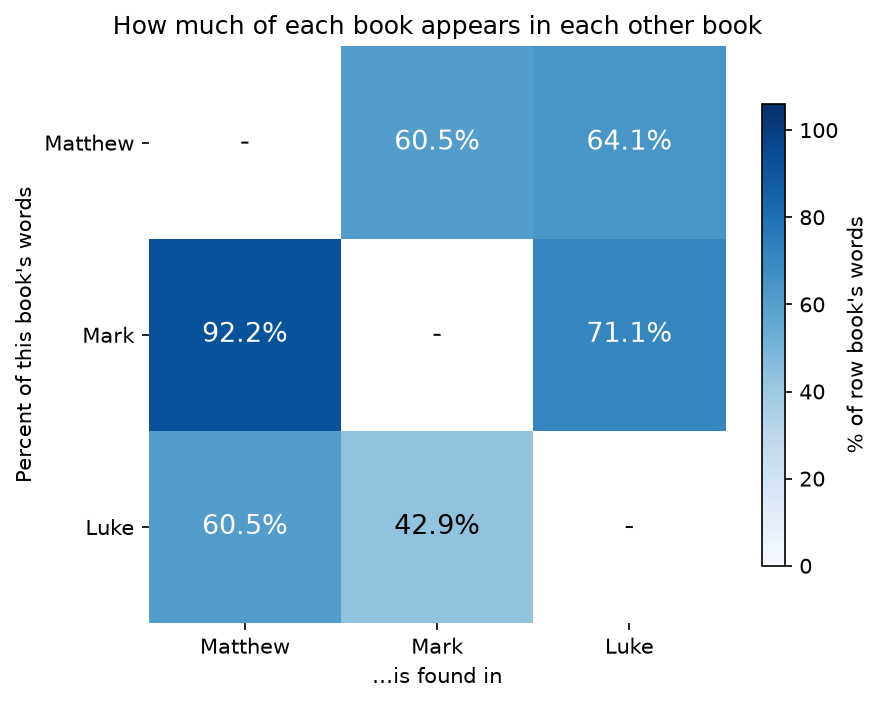 How much of each book appears in each other book
Percent of this book's words
Matthew
-
60.5%
64.1%
Mark
92.2%
-
71.1%
Luke
60.5%
42.9%
-
Matthew
Mark
Luke
...is found in
100
80
60
40
20
0
% of row book's words